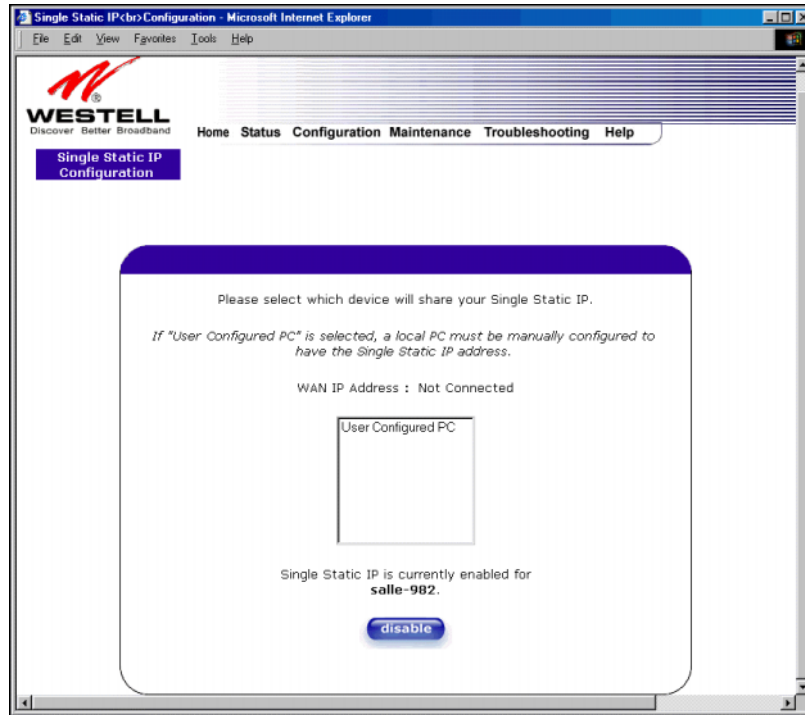 Single Static IP<br>Configuration - Microsoft Internet Explorer
File Edit View Favorites Tools Help
WESTELL
®
Discover Better Broadband
Home Status Configuration Maintenance Troubleshooting Help
Single Static IP
Configuration
Please select which device will share your Single Static IP.
If "User Configured PC" is selected, a local PC must be manually configured to
have the Single Static IP address.
WAN IP Address : Not Connected
User Configured PC
Single Static IP is currently enabled for
salle-982.
disable